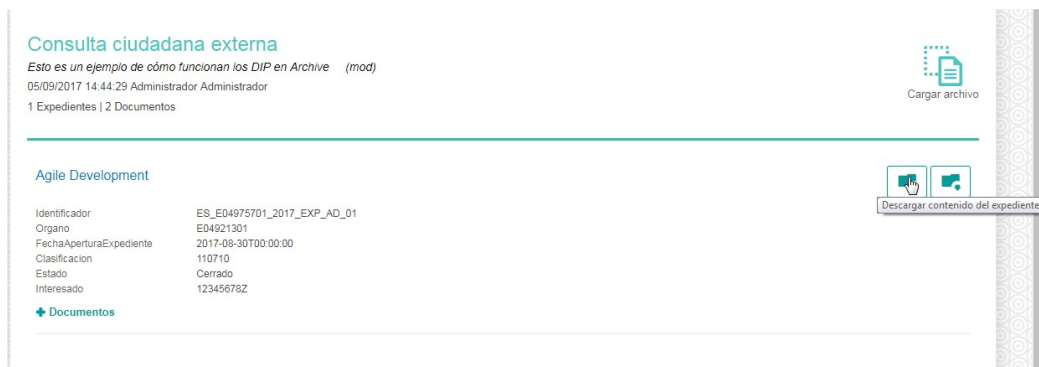 Consulta ciudadana externa
Esto es un ejemplo de cómo funcionan los DIP en Archive (mod)
05/09/2017 14:44:29 Administrador Administrador
1 Expedientes | 2 Documentos
Cargar archivo
Agile Development
Descargar contenido del expediente
Identificador ES_E04975701_2017_EXP_AD_01
Organo E04921301
FechaAperturaExpediente 2017-08-30T00:00:00
Clasificacion 110710
Estado Cerrado
Interesado 12345678Z
Documentos